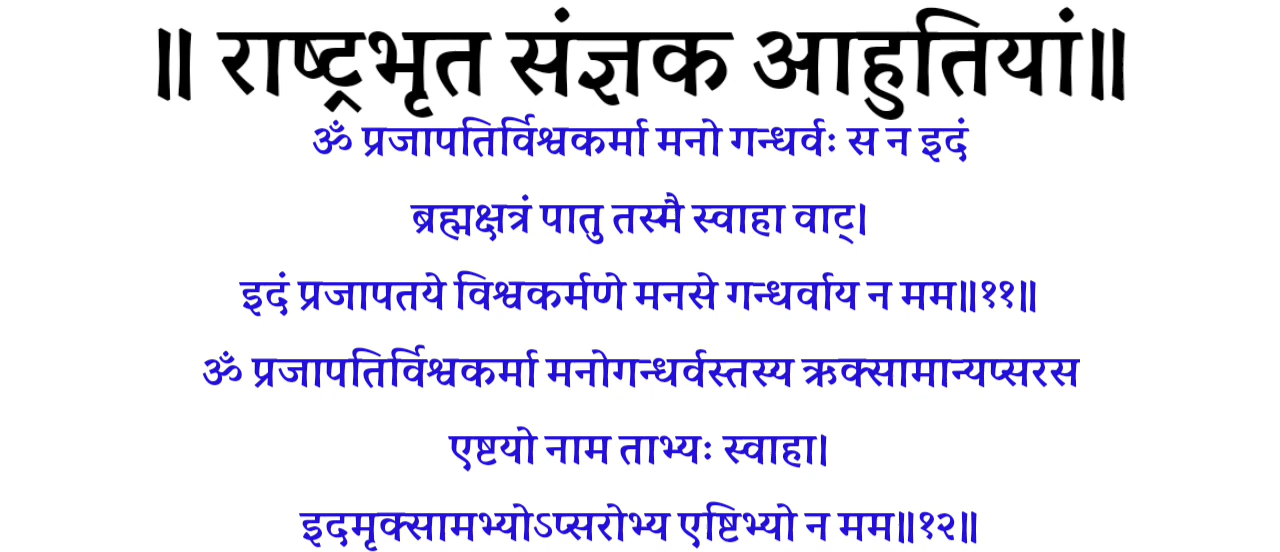 ॥ राष्ट्रभृत संज्ञक आहुतियां॥
ॐ प्रजापतिर्विश्वकर्मा मनो गन्धर्वः स न इदं
ब्रह्मक्षत्रं पातु तस्मै स्वाहा वाट्।
इदं प्रजापतये विश्वकर्मणे मनसे गन्धर्वाय न मम॥११॥
ॐ प्रजापतिर्विश्वकर्मा मनोगन्धर्वस्तस्य ऋक्सामान्यप्सरस
एष्टयो नाम ताभ्यः स्वाहा।
इदमृक्सामभ्योऽप्सरोभ्य एष्टिभ्यो न मम॥१२॥